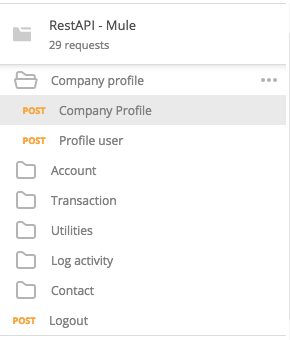 RestAPI - Mule
29 requests
Company profile
POST Company Profile
POST Profile user
Account
Transaction
Utilities
Log activity
Contact
POST Logout